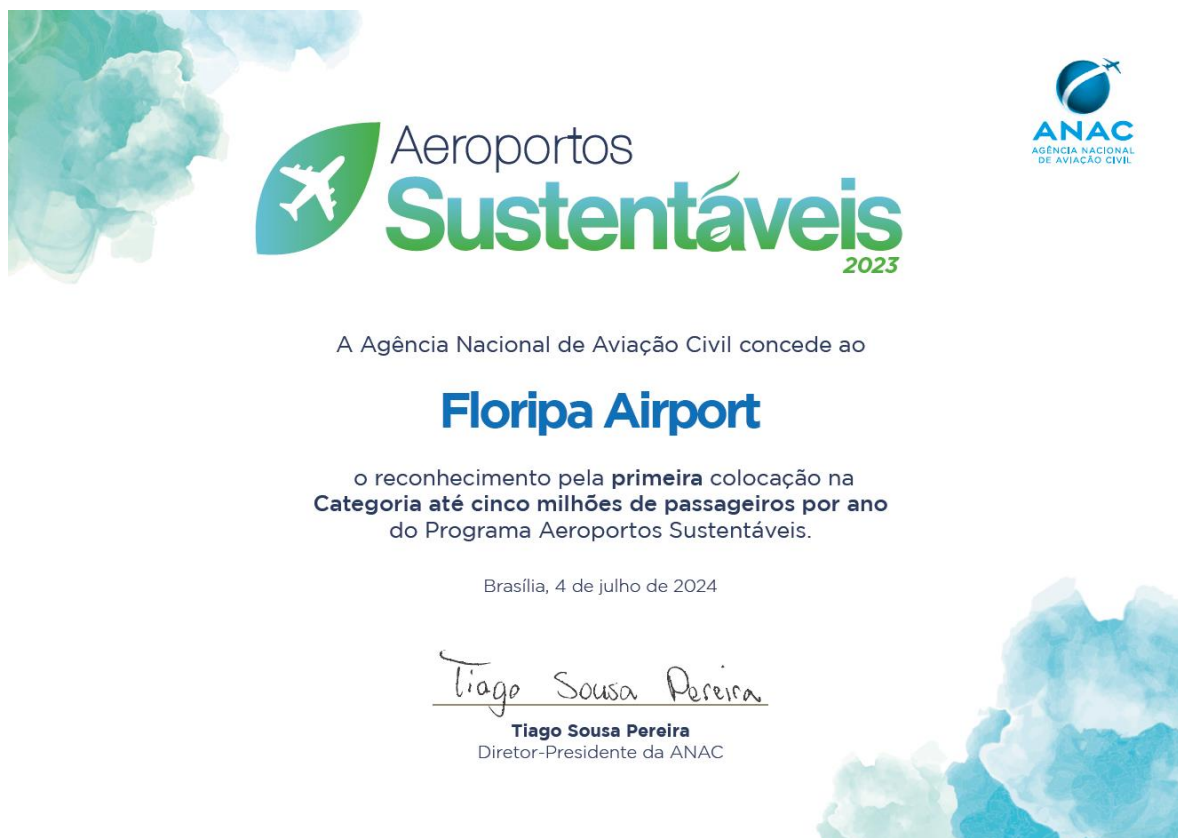 ANAC
AGÊNCIA NACIONAL
DE AVIAÇÃO CIVIL
Aeroportos
Sustentáveis
2023
A Agência Nacional de Aviação Civil concede ao
Floripa Airport
o reconhecimento pela primeira colocação na
Categoria até cinco milhões de passageiros por ano
do Programa Aeroportos Sustentáveis.
Brasília, 4 de julho de 2024
Tiago Sousa Pereira
Tiago Sousa Pereira
Diretor-Presidente da ANAC